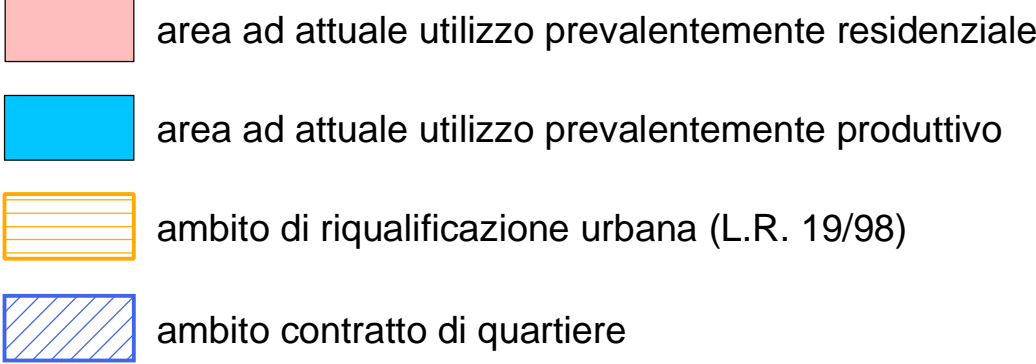 area ad attuale utilizzo prevalentemente residenziale
area ad attuale utilizzo prevalentemente produttivo
ambito di riqualificazione urbana (L.R. 19/98)
ambito contratto di quartiere